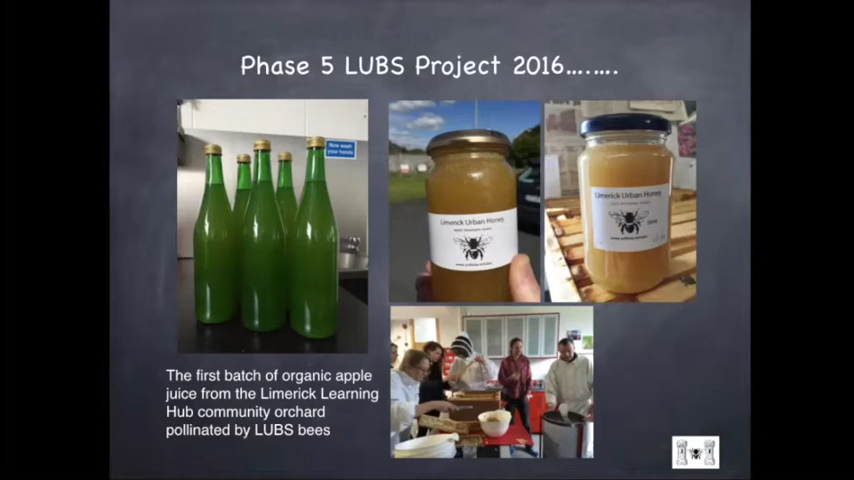 Phase 5 LUBS Project 2016…….
Now wash
your hands
Limerick Urban Honey
Limerick Urban Honey
The first batch of organic apple
juice from the Limerick Learning
Hub community orchard
pollinated by LUBS bees